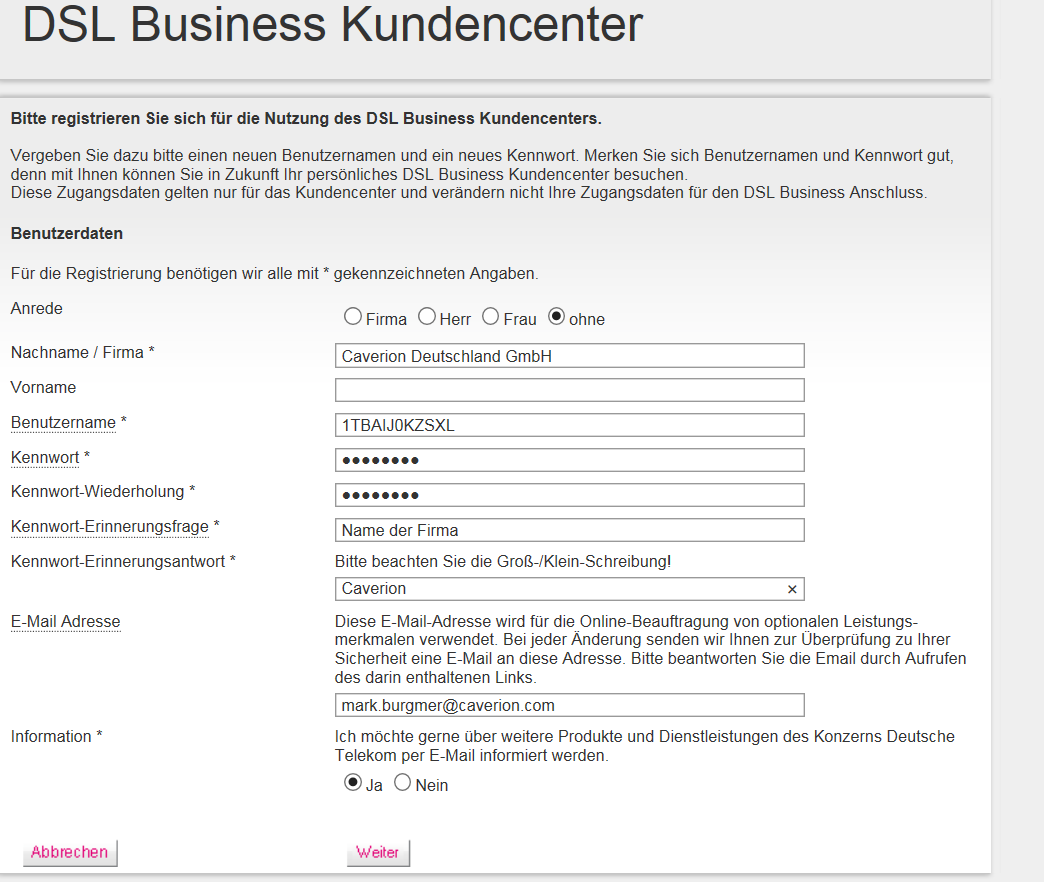 DSL Business Kundencenter
Bitte registrieren Sie sich für die Nutzung des DSL Business Kundencenters.
Vergeben Sie dazu bitte einen neuen Benutzernamen und ein neues Kennwort. Merken Sie sich Benutzernamen und Kennwort gut,
denn mit Ihnen können Sie in Zukunft Ihr persönliches DSL Business Kundencenter besuchen.
Diese Zugangsdaten gelten nur für das Kundencenter und verändern nicht Ihre Zugangsdaten für den DSL Business Anschluss.
Benutzerdaten
Für die Registrierung benötigen wir alle mit * gekennzeichneten Angaben.
Anrede
Firma Herr Frau ohne
Nachname / Firma *
Caverion Deutschland GmbH
Vorname
Benutzername *
1TBAIJ0KZSXL
Kennwort *
●●●●●●●●
Kennwort-Wiederholung *
●●●●●●●●
Kennwort-Erinnerungsfrage *
Name der Firma
Kennwort-Erinnerungsantwort *
Bitte beachten Sie die Groß-/Klein-Schreibung!
Caverion
E-Mail Adresse
Diese E-Mail-Adresse wird für die Online-Beauftragung von optionalen Leistungs-
merkmalen verwendet. Bei jeder Änderung senden wir Ihnen zur Überprüfung zu Ihrer
Sicherheit eine E-Mail an diese Adresse. Bitte beantworten Sie die Email durch Aufrufen
des darin enthaltenen Links.
mark.burgmer@caverion.com
Information *
Ich möchte gerne über weitere Produkte und Dienstleistungen des Konzerns Deutsche
Telekom per E-Mail informiert werden.
Ja Nein
Abbrechen
Weiter